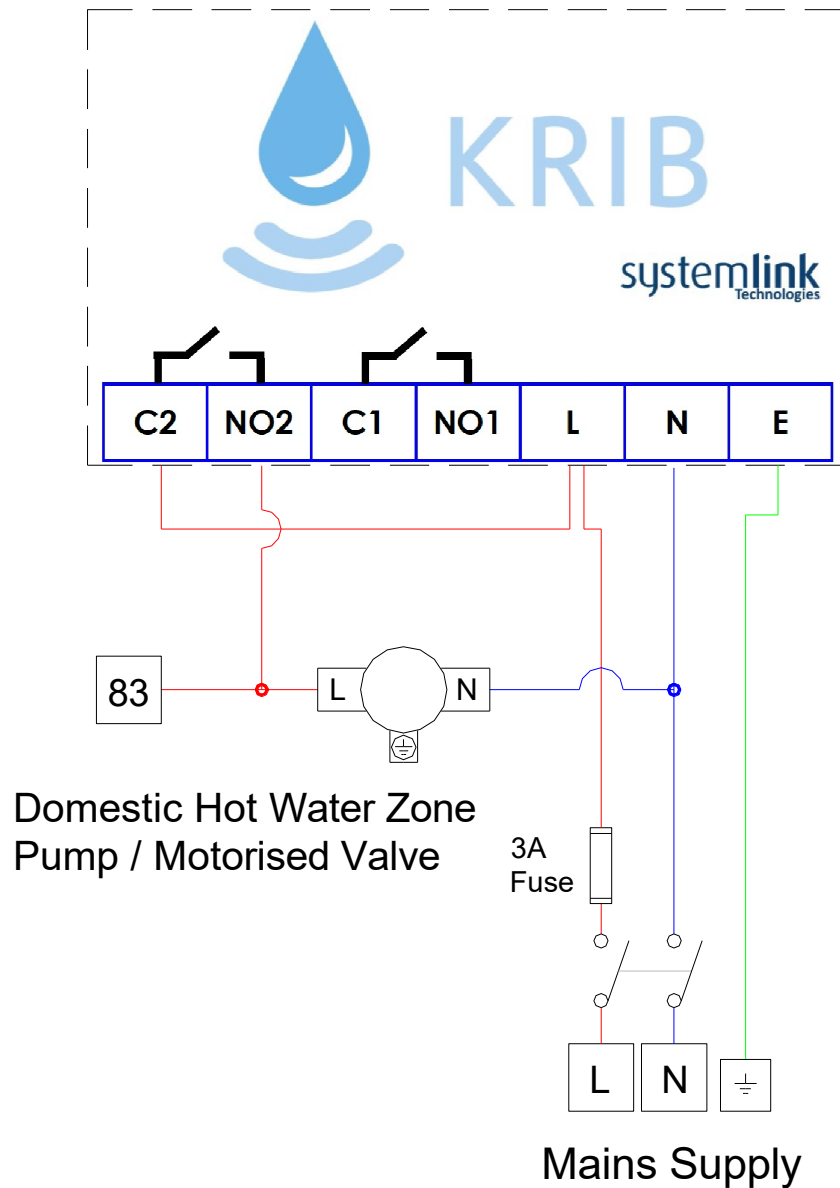 KRIB
systemlink
Technologies
C2 NO2 C1 NO1 L N E
83 L N
Domestic Hot Water Zone
Pump / Motorised Valve
3A
Fuse
L N
Mains Supply